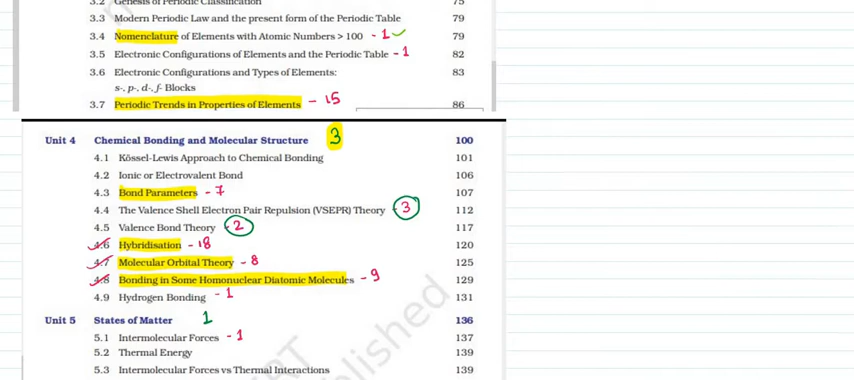 3.2 Genesis of Periodic Classification 75
3.3 Modern Periodic Law and the present form of the Periodic Table 79
3.4 Nomenclature of Elements with Atomic Numbers > 100 - 1 ✓ 79
3.5 Electronic Configurations of Elements and the Periodic Table - 1 82
3.6 Electronic Configurations and Types of Elements: 83
s-, p-, d-, f- Blocks
3.7 Periodic Trends in Properties of Elements - 15 86
Unit 4 Chemical Bonding and Molecular Structure 3 100
4.1 Kössel-Lewis Approach to Chemical Bonding 101
4.2 Ionic or Electrovalent Bond 106
4.3 Bond Parameters - 7 107
4.4 The Valence Shell Electron Pair Repulsion (VSEPR) Theory - 3 112
4.5 Valence Bond Theory - 2 117
4.6 Hybridisation - 18 120
4.7 Molecular Orbital Theory - 8 125
4.8 Bonding in Some Homonuclear Diatomic Molecules - 9 129
4.9 Hydrogen Bonding - 1 131
Unit 5 States of Matter 1 136
5.1 Intermolecular Forces - 1 137
5.2 Thermal Energy 139
5.3 Intermolecular Forces vs Thermal Interactions 139